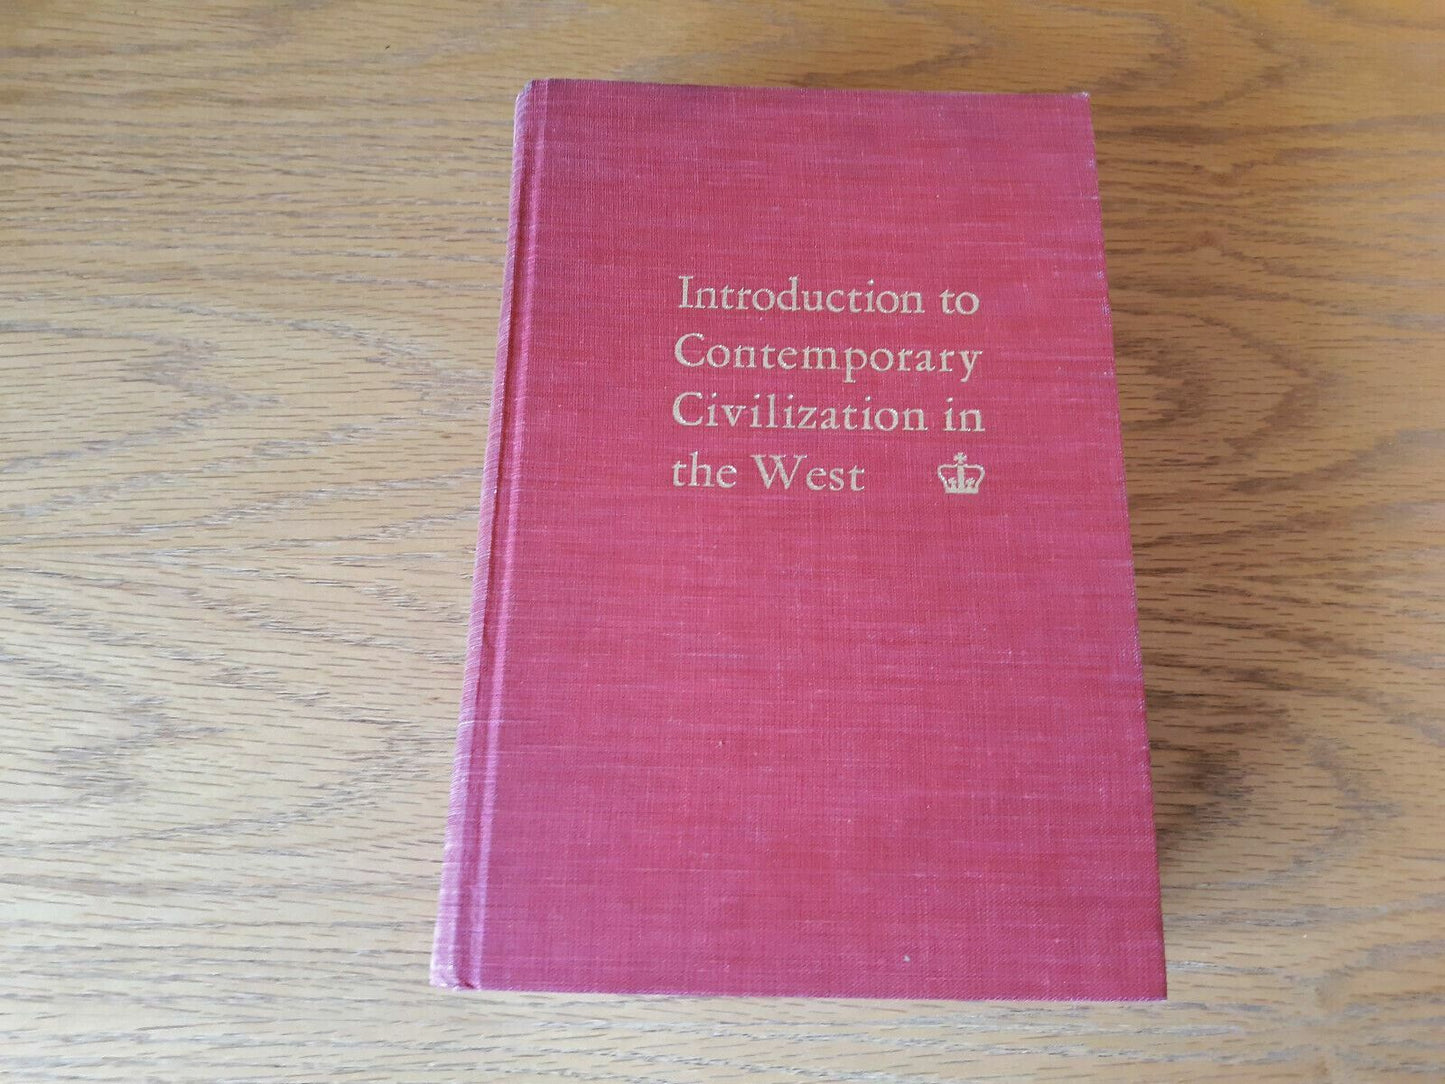 Introduction to
Contemporary
Civilization in
the West